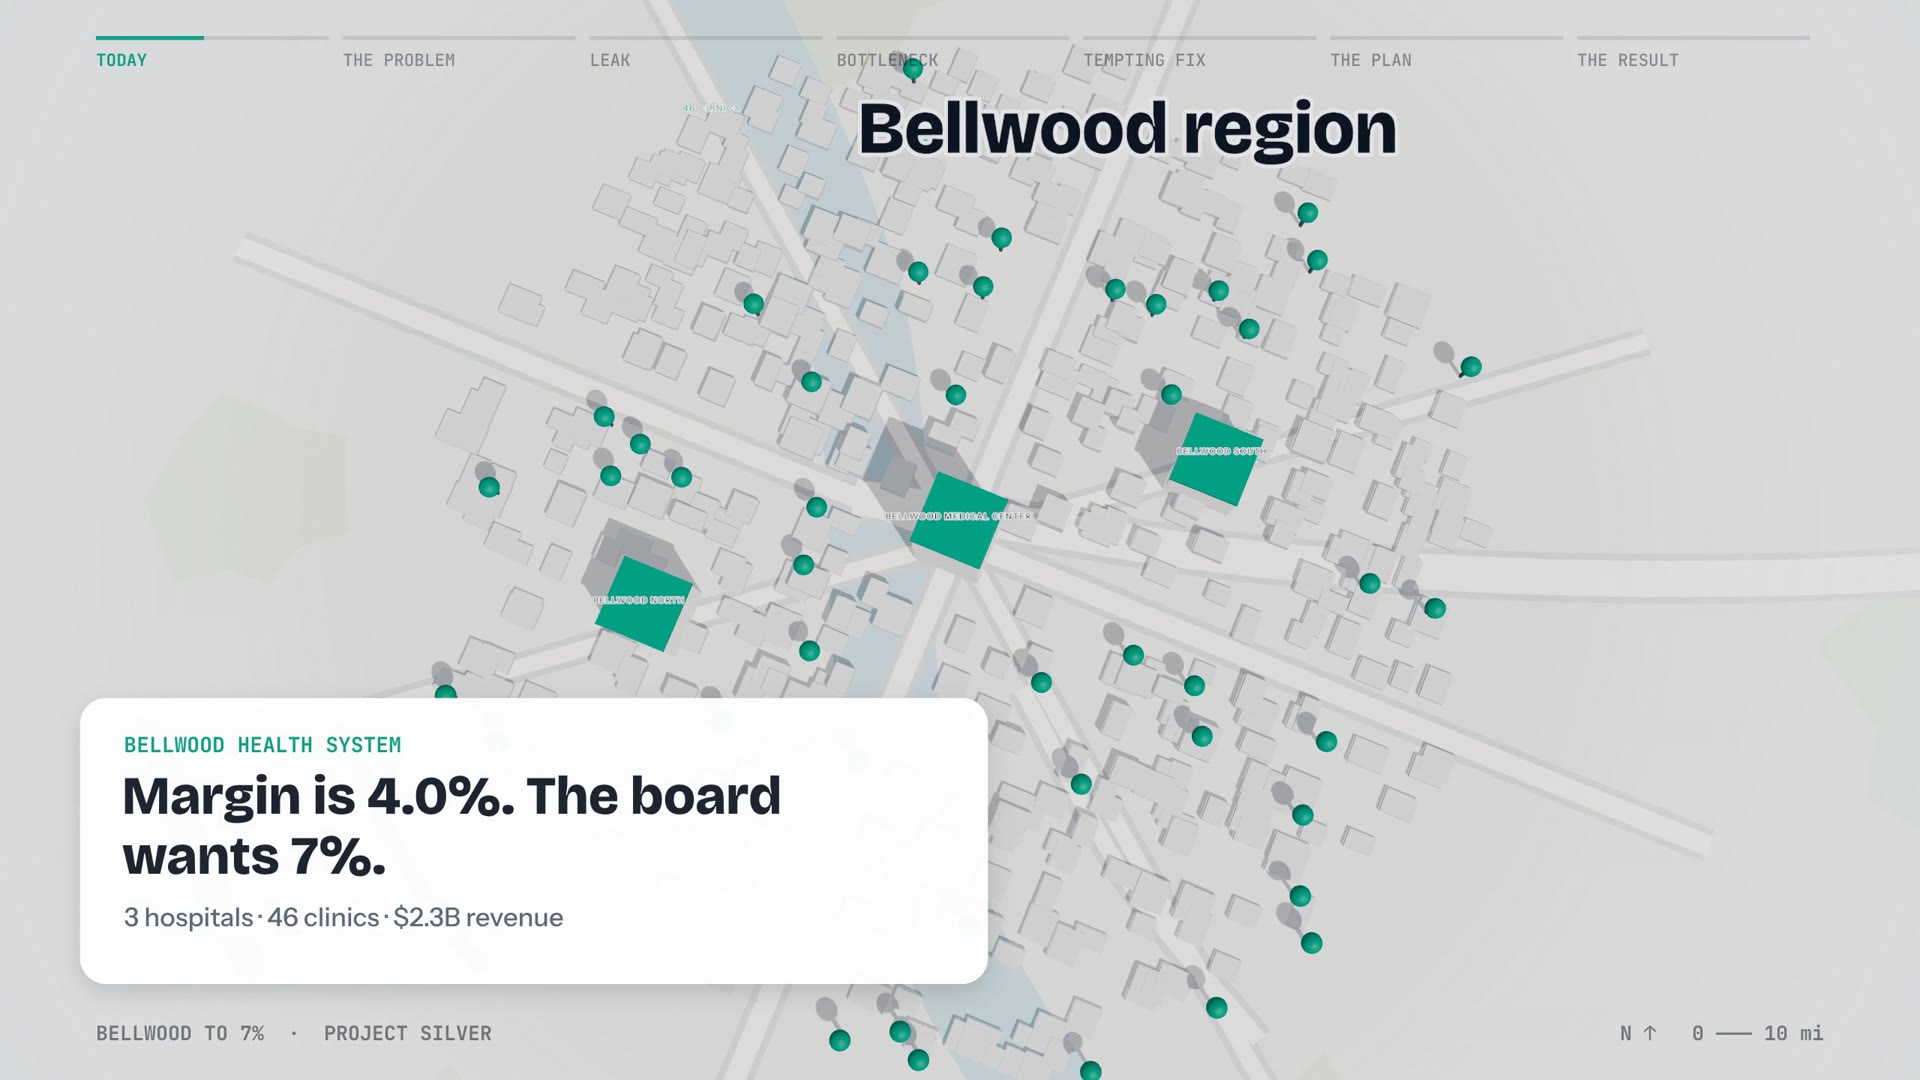 TODAY
THE PROBLEM
LEAK
BOTTLENECK
TEMPTING FIX
THE PLAN
THE RESULT
46 CLINICS
Bellwood region
BELLWOOD SOUTH
BELLWOOD MEDICAL CENTER
BELLWOOD NORTH
BELLWOOD HEALTH SYSTEM
Margin is 4.0%. The board
wants 7%.
3 hospitals · 46 clinics · $2.3B revenue
BELLWOOD TO 7% · PROJECT SILVER
N ↑ 0 — 10 mi